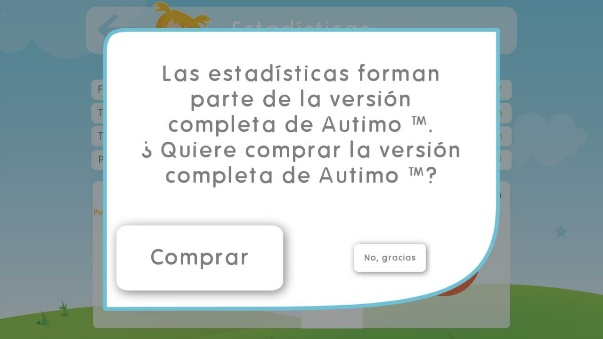 Estadísticas
Las estadísticas forman
parte de la versión
completa de Autimo ™.
¿ Quiere comprar la versión
completa de Autimo ™?
Comprar
No, gracias